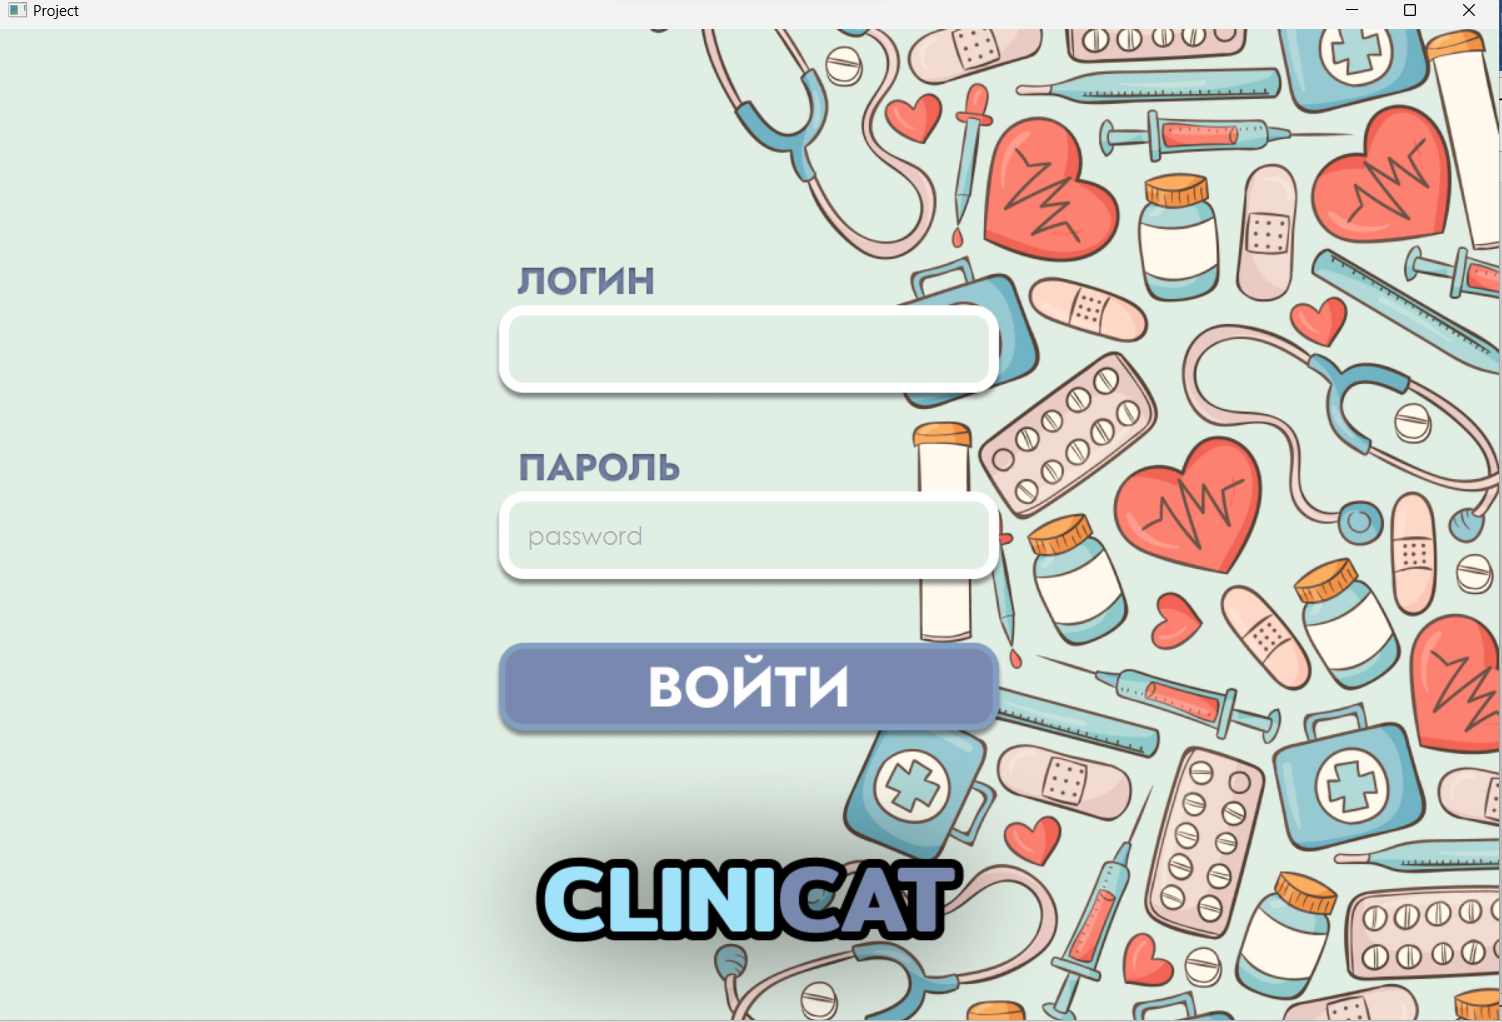 Project
ЛОГИН
ПАРОЛЬ
password
ВОЙТИ
CLINICAT